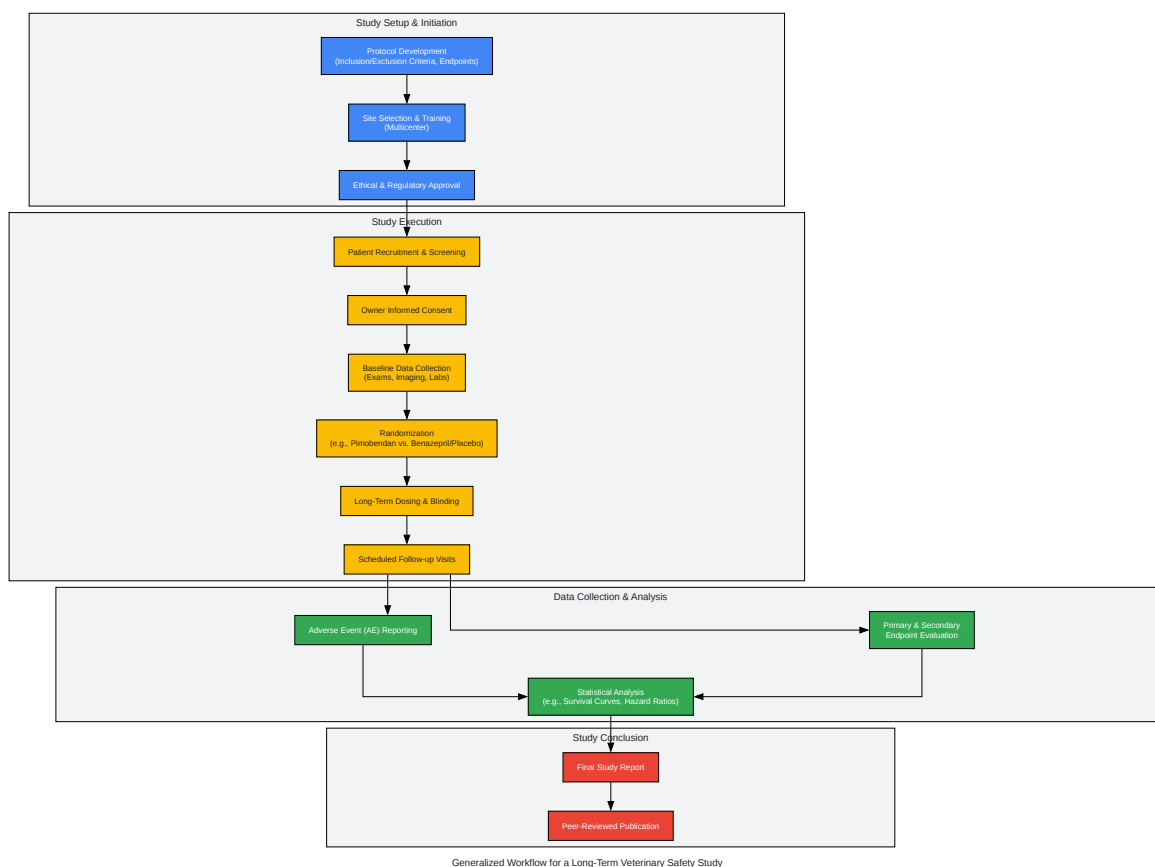 Study Setup & Initiation
Protocol Development
(Inclusion/Exclusion Criteria, Endpoints)
Site Selection & Training
(Multicenter)
Ethical & Regulatory Approval
Study Execution
Patient Recruitment & Screening
Owner Informed Consent
Baseline Data Collection
(Exams, Imaging, Labs)
Randomization
(e.g., Pimobendan vs. Benazepril/Placebo)
Long-Term Dosing & Blinding
Scheduled Follow-up Visits
Data Collection & Analysis
Adverse Event (AE) Reporting
Primary & Secondary
Endpoint Evaluation
Statistical Analysis
(e.g., Survival Curves, Hazard Ratios)
Study Conclusion
Final Study Report
Peer-Reviewed Publication
Generalized Workflow for a Long-Term Veterinary Safety Study